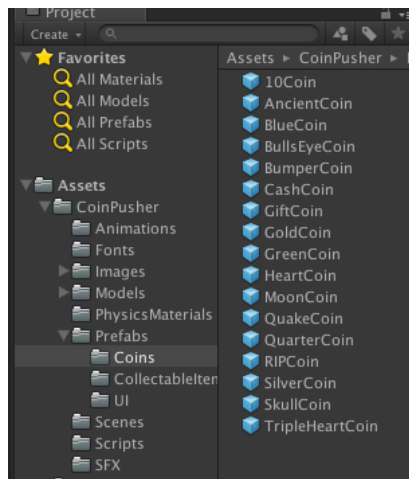 Project
Create
Favorites
All Materials
All Models
All Prefabs
All Scripts
Assets
CoinPusher
Animations
Fonts
Images
Models
PhysicsMaterials
Prefabs
Coins
CollectableIten
UI
Scenes
Scripts
SFX
Assets ▸ CoinPusher ▸
10Coin
AncientCoin
BlueCoin
BullsEyeCoin
BumperCoin
CashCoin
GiftCoin
GoldCoin
GreenCoin
HeartCoin
MoonCoin
QuakeCoin
QuarterCoin
RIPCoin
SilverCoin
SkullCoin
TripleHeartCoin